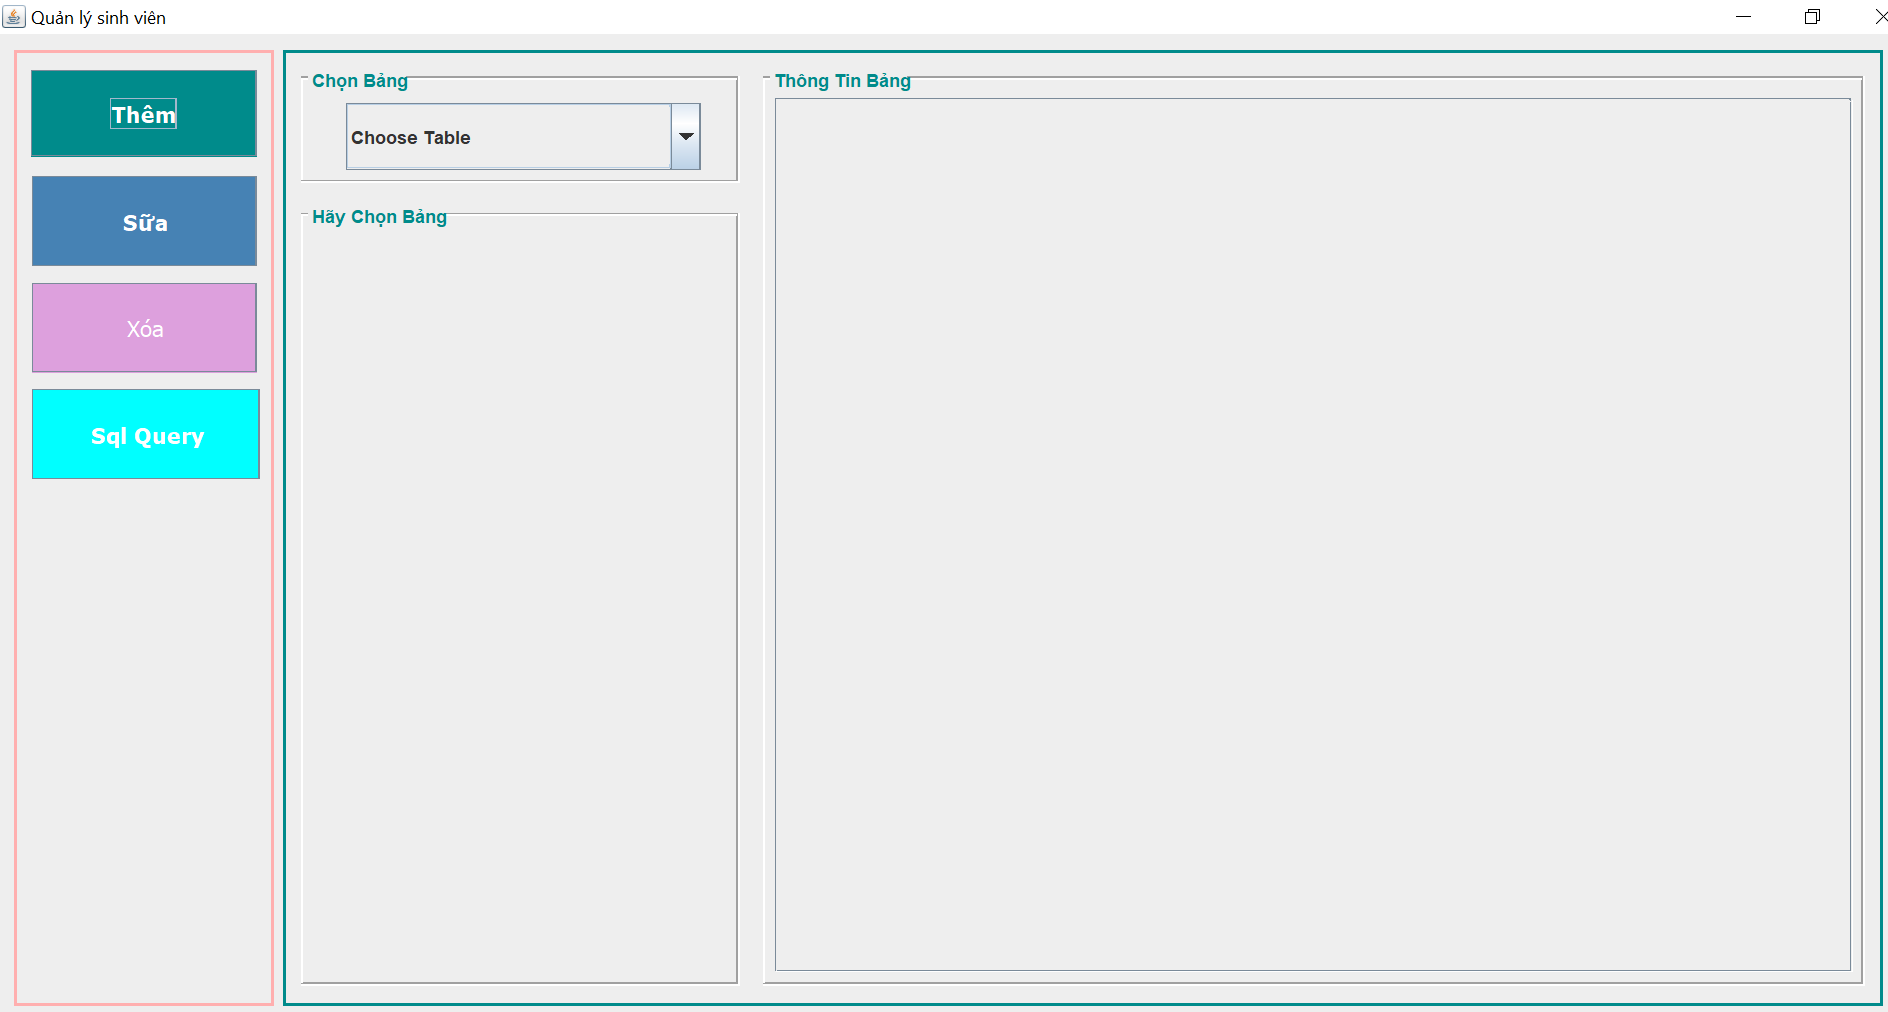 Quản lý sinh viên
Thêm
Sữa
Xóa
Sql Query
Chọn Bảng
Choose Table
Hãy Chọn Bảng
Thông Tin Bảng